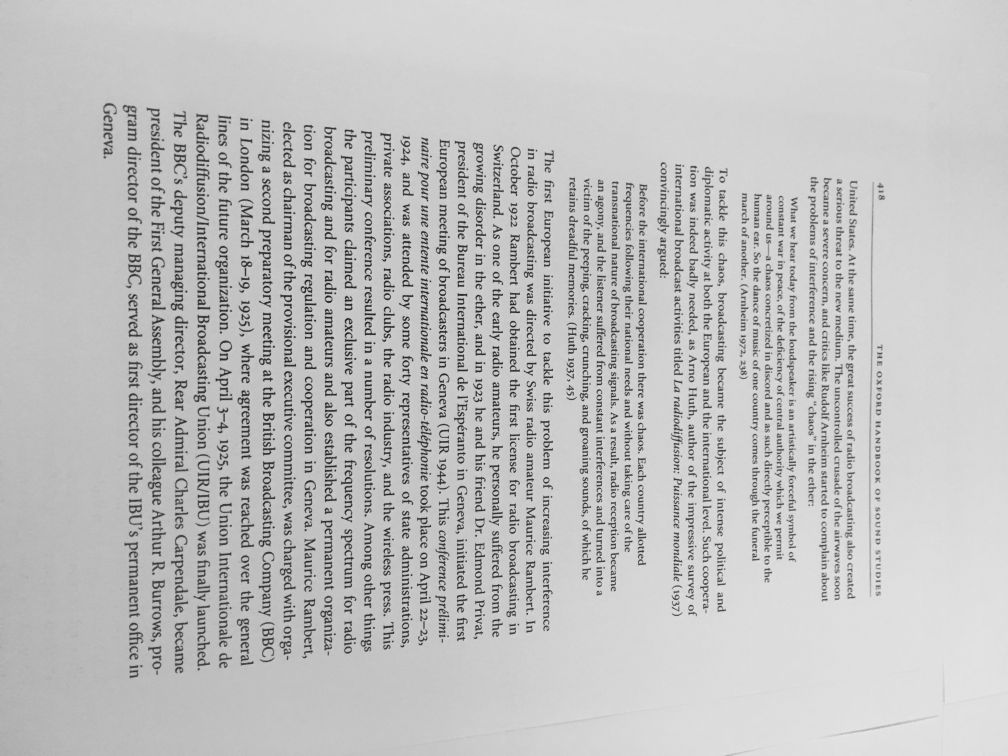 418 THE OXFORD HANDBOOK OF SOUND STUDIES
United States. At the same time, the great success of radio broadcasting also created
a serious threat to the new medium. The uncontrolled crusade of the airwaves soon
became a severe concern, and critics like Rudolf Arnheim started to complain about
the problems of interference and the rising “chaos” in the ether:
What we hear today from the loudspeaker is an artistically forceful symbol of
constant war in peace, of the deficiency of central authority which we permit
around us—a chaos concretized in discord and as such directly perceptible to the
human ear. So the dance of music of one country comes through the funeral
march of another. (Arnheim 1972, 238)
To tackle this chaos, broadcasting became the subject of intense political and
diplomatic activity at both the European and the international level. Such coopera-
tion was indeed badly needed, as Arno Huth, author of the impressive survey of
international broadcast activities titled La radiodiffusion: Puissance mondiale (1937)
convincingly argued:
Before the international cooperation there was chaos. Each country allotted
frequencies following their national needs and without taking care of the
transnational nature of broadcasting signals. As a result, radio reception became
an agony, and the listener suffered from constant interferences and turned into a
victim of the peeping, cracking, crunching, and groaning sounds, of which he
retains dreadful memories. (Huth 1937, 45)
The first European initiative to tackle this problem of increasing interference
in radio broadcasting was directed by Swiss radio amateur Maurice Rambert. In
October 1922 Rambert had obtained the first license for radio broadcasting in
Switzerland. As one of the early radio amateurs, he personally suffered from the
growing disorder in the ether, and in 1923 he and his friend Dr. Edmond Privat,
president of the Bureau International de l’Espéranto in Geneva, initiated the first
European meeting of broadcasters in Geneva (UIR 1944). This conférence prélimi-
naire pour une entente internationale en radio-téléphonie took place on April 22–23,
1924, and was attended by some forty representatives of state administrations,
private associations, radio clubs, the radio industry, and the wireless press. This
preliminary conference resulted in a number of resolutions. Among other things
the participants claimed an exclusive part of the frequency spectrum for radio
broadcasting and for radio amateurs and also established a permanent organiza-
tion for broadcasting regulation and cooperation in Geneva. Maurice Rambert,
elected as chairman of the provisional executive committee, was charged with orga-
nizing a second preparatory meeting at the British Broadcasting Company (BBC)
in London (March 18–19, 1925), where agreement was reached over the general
lines of the future organization. On April 3–4, 1925, the Union Internationale de
Radiodiffusion/International Broadcasting Union (UIR/IBU) was finally launched.
The BBC’s deputy managing director, Rear Admiral Charles Carpendale, became
president of the First General Assembly, and his colleague Arthur R. Burrows, pro-
gram director of the BBC, served as first director of the IBU’s permanent office in
Geneva.